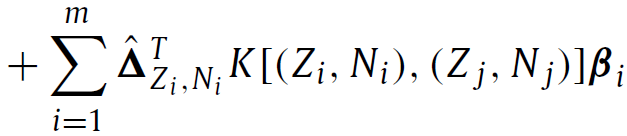 + \sum_{i=1}^{m} \hat{\boldsymbol{\Delta}}_{Z_i, N_i}^{T} K[(Z_i, N_i), (Z_j, N_j)] \boldsymbol{\beta}_i